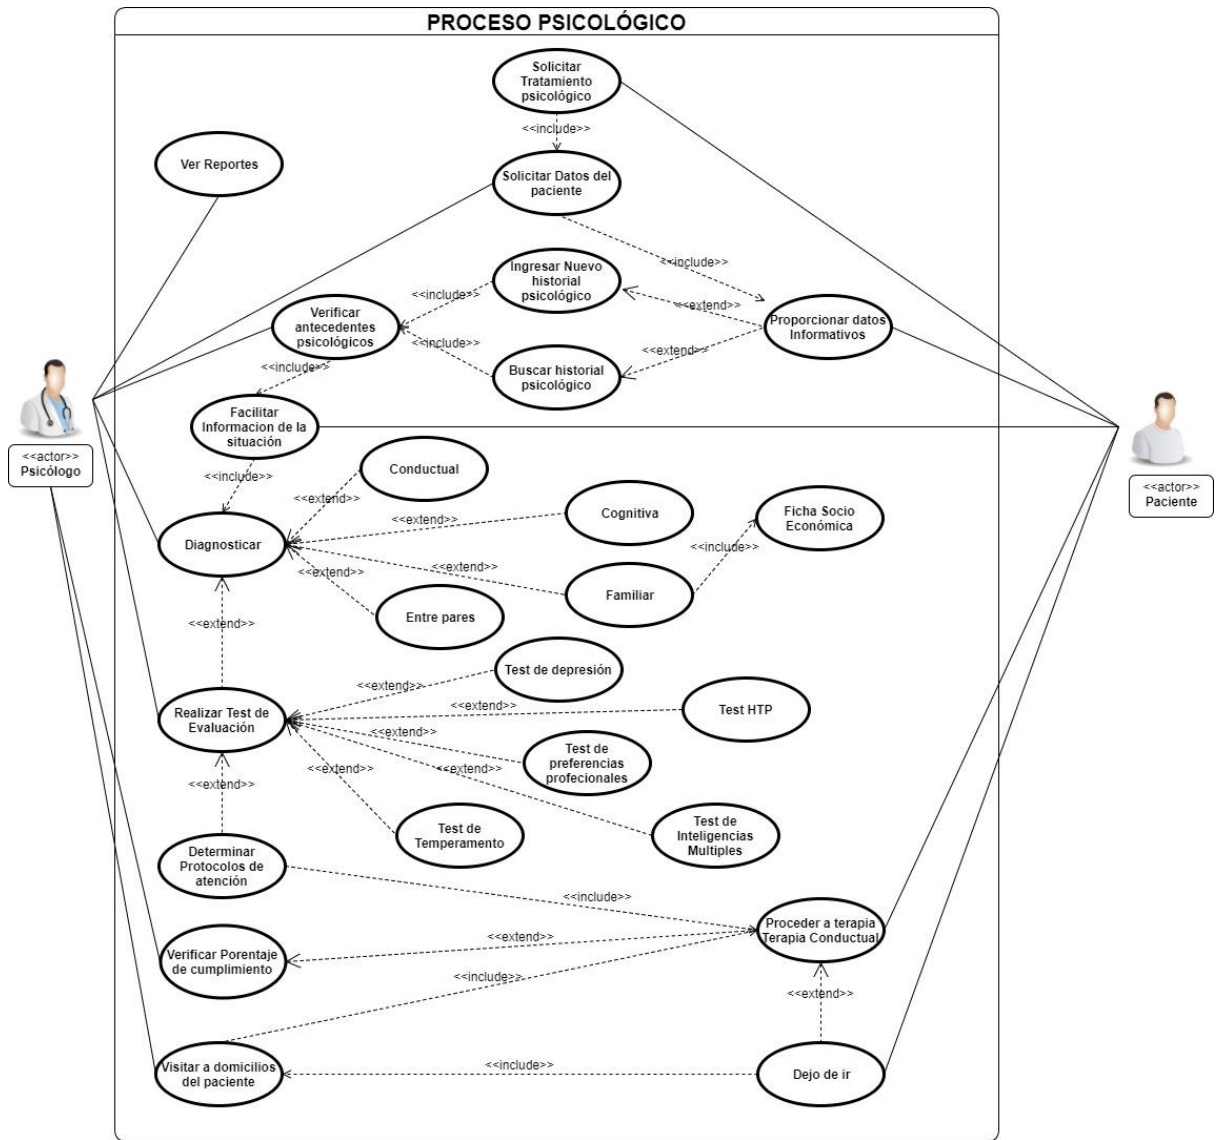 PROCESO PSICOLÓGICO
Solicitar
Tratamiento
psicológico
<<include>>
Ver Reportes
Solicitar Datos del
paciente
<<include>>
Ingresar Nuevo
historial
psicológico
<<include>>
<<extend>>
Verificar
antecedentes
psicológicos
Proporcionar datos
Informativos
<<include>>
<<extend>>
<<include>>
Buscar historial
psicológico
Facilitar
Informacion de la
situación
<<actor>>
Psicólogo
<<actor>>
Paciente
<<include>>
Conductual
<<extend>>
<<extend>>
Cognitiva
Ficha Socio
Económica
<<include>>
Diagnosticar
<<extend>>
<<extend>>
Familiar
Entre pares
<<extend>>
Test de depresión
<<extend>>
<<extend>>
Test HTP
Realizar Test de
Evaluación
<<extend>>
Test de
preferencias
profecionales
<<extend>>
<<extend>>
<<extend>>
Test de
Temperamento
Test de
Inteligencias
Multiples
Determinar
Protocolos de
atención
<<include>>
Proceder a terapia
Terapia Conductual
<<extend>>
Verificar Porentaje
de cumplimiento
<<include>>
<<extend>>
Visitar a domicilios
del paciente
<<include>>
Dejo de ir